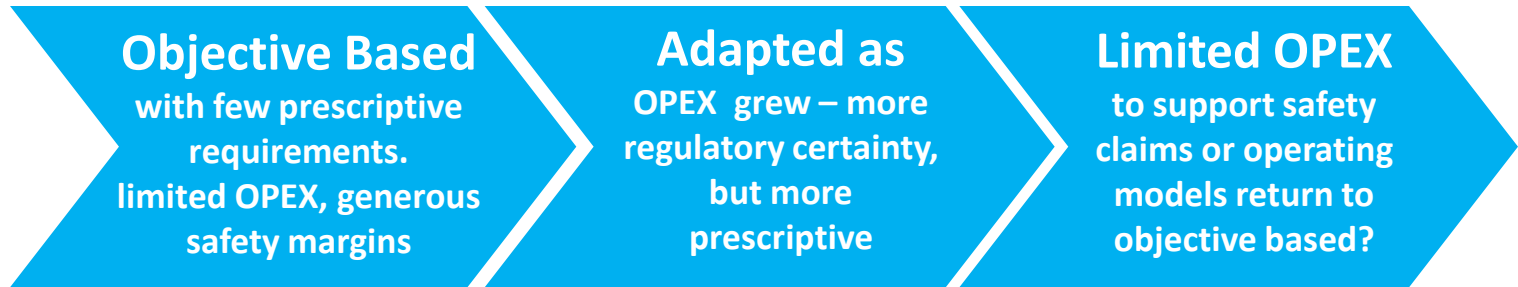 Objective Based
with few prescriptive
requirements.
limited OPEX, generous
safety margins
Adapted as
OPEX  grew – more
regulatory certainty,
but more
prescriptive
Limited OPEX
to support safety
claims or operating
models return to
objective based?